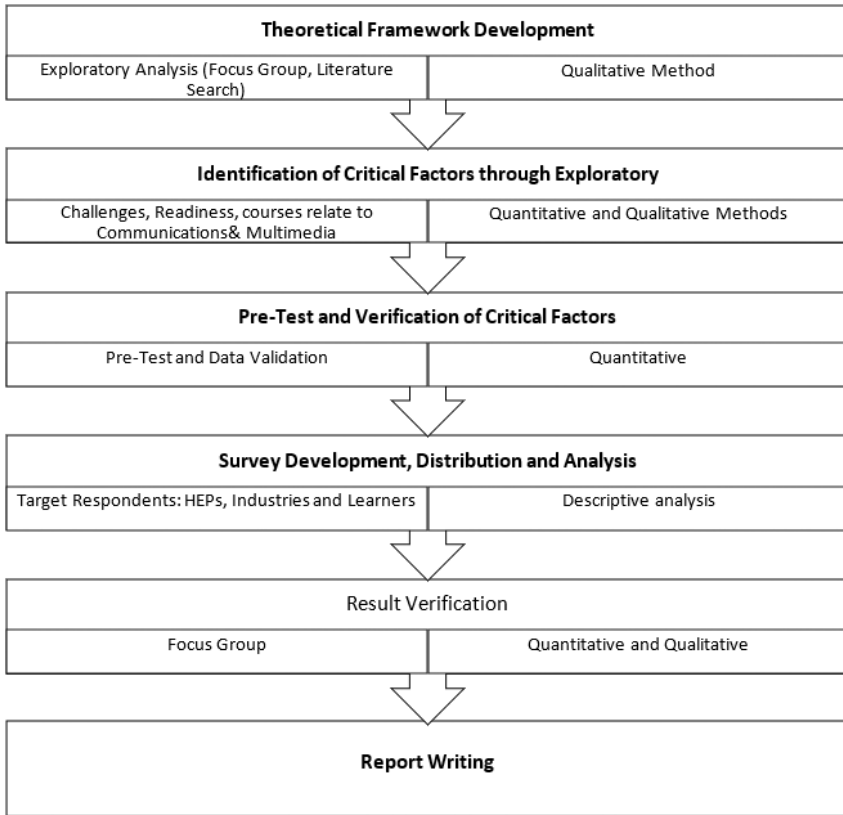 Theoretical Framework Development
Exploratory Analysis (Focus Group, Literature
Search)
Qualitative Method
Identification of Critical Factors through Exploratory
Challenges, Readiness, courses relate to
Communications& Multimedia
Quantitative and Qualitative Methods
Pre-Test and Verification of Critical Factors
Pre-Test and Data Validation
Quantitative
Survey Development, Distribution and Analysis
Target Respondents: HEPs, Industries and Learners
Descriptive analysis
Result Verification
Focus Group
Quantitative and Qualitative
Report Writing